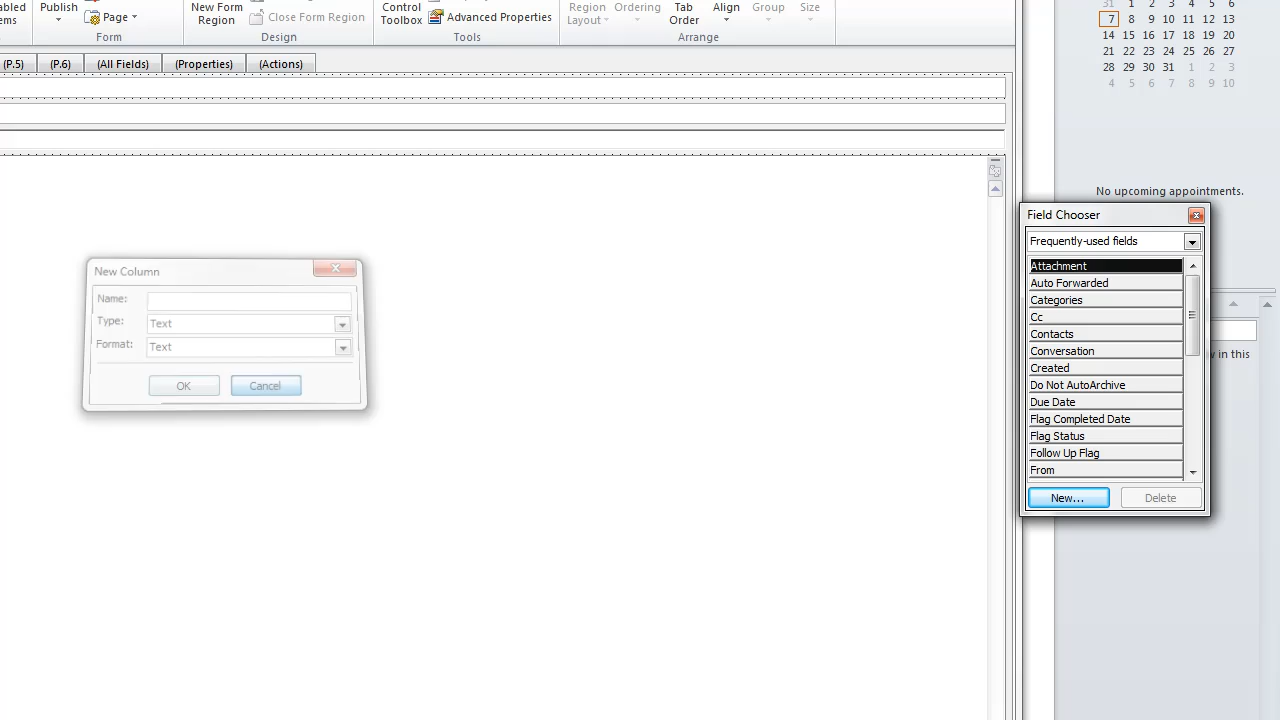 abled
ems
Publish
Page
Form
New Form
Region
Close Form Region
Design
Control
Toolbox
Advanced Properties
Tools
Region
Layout
Ordering
Tab
Order
Align
Group
Size
Arrange
(P.5) (P.6) (All Fields) (Properties) (Actions)
31 1 2 3 4 5 6
7 8 9 10 11 12 13
14 15 16 17 18 19 20
21 22 23 24 25 26 27
28 29 30 31 1 2 3
4 5 6 7 8 9 10
No upcoming appointments.
New Column
Name:
Type: Text
Format: Text
OK Cancel
Field Chooser
Frequently-used fields
Attachment
Auto Forwarded
Categories
Cc
Contacts
Conversation
Created
Do Not AutoArchive
Due Date
Flag Completed Date
Flag Status
Follow Up Flag
From
New... Delete
in this